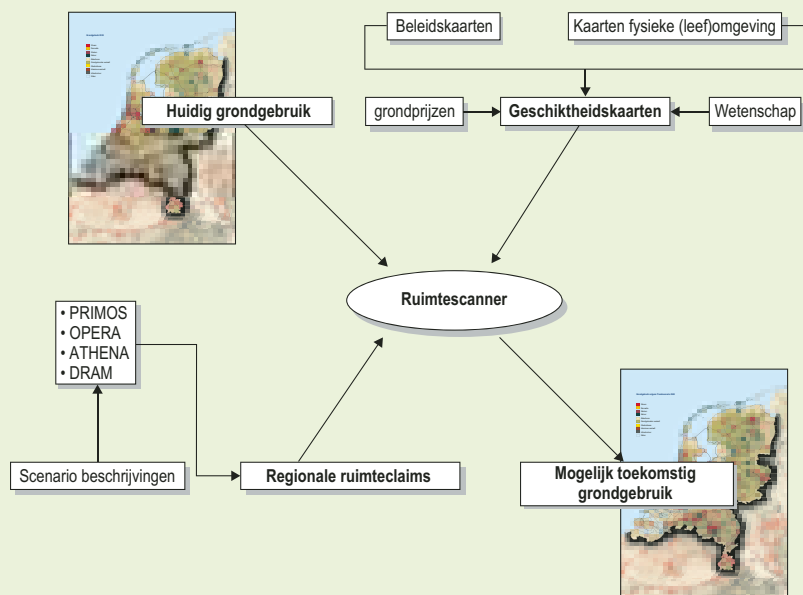 Beleidskaarten
Kaarten fysieke (leef)omgeving
Huidig grondgebruik
grondprijzen
Geschiktheidskaarten
Wetenschap
Ruimtescanner
• PRIMOS
• OPERA
• ATHENA
• DRAM
Scenario beschrijvingen
Regionale ruimteclaims
Mogelijk toekomstig
grondgebruik